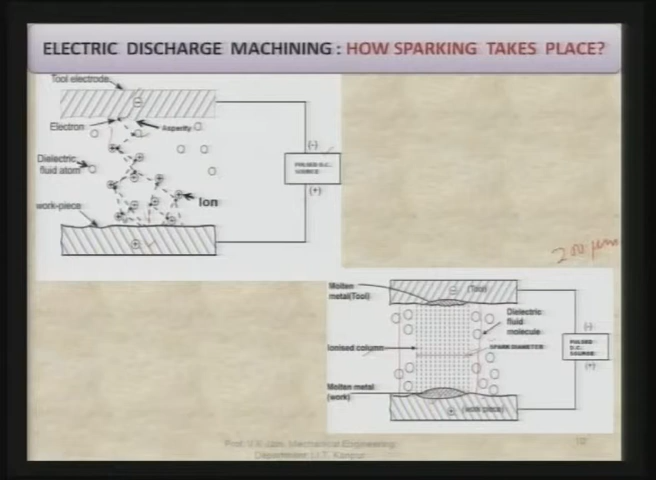 ELECTRIC DISCHARGE MACHINING : HOW SPARKING TAKES PLACE?
Tool electrode
Electron
Asperity
Dielectric
fluid atom
Ion
work-piece
(-)
PULSED D.C.
SOURCE
(+)
200 μm
Molten
metal(Tool)
(Tool)
Dielectric
fluid
molecule
Ionised column
SPARK DIAMETER
(-)
PULSED
D.C.
SOURCE
(+)
Molten metal
(work)
(work piece)
Prof. V.K.Jain, Mechanical Engineering
Department, I.I.T. Kanpur
10